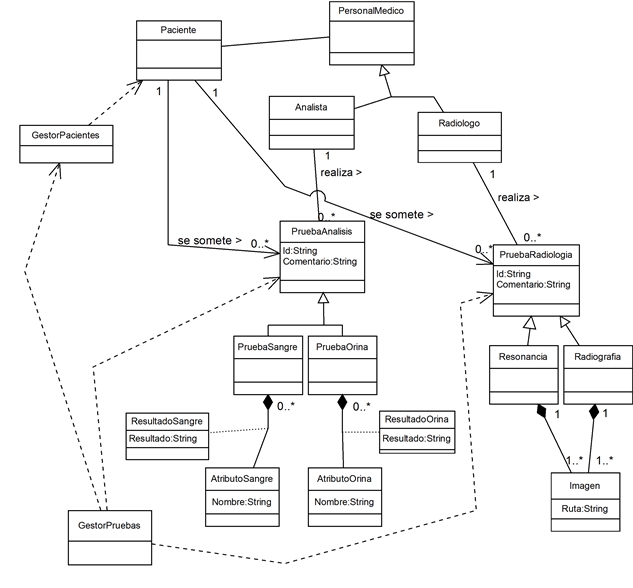 PersonalMedico
Paciente
1
1
Analista
Radiologo
GestorPacientes
1
realiza >
1
realiza >
0..*
se somete >
0..*
se somete >
0..*
0..*
PruebaAnalisis
Id:String
Comentario:String
PruebaRadiologia
Id:String
Comentario:String
PruebaSangre
PruebaOrina
Resonancia
Radiografia
0..*
0..*
1
1
ResultadoSangre
Resultado:String
ResultadoOrina
Resultado:String
1..*
1..*
AtributoSangre
Nombre:String
AtributoOrina
Nombre:String
Imagen
Ruta:String
GestorPruebas